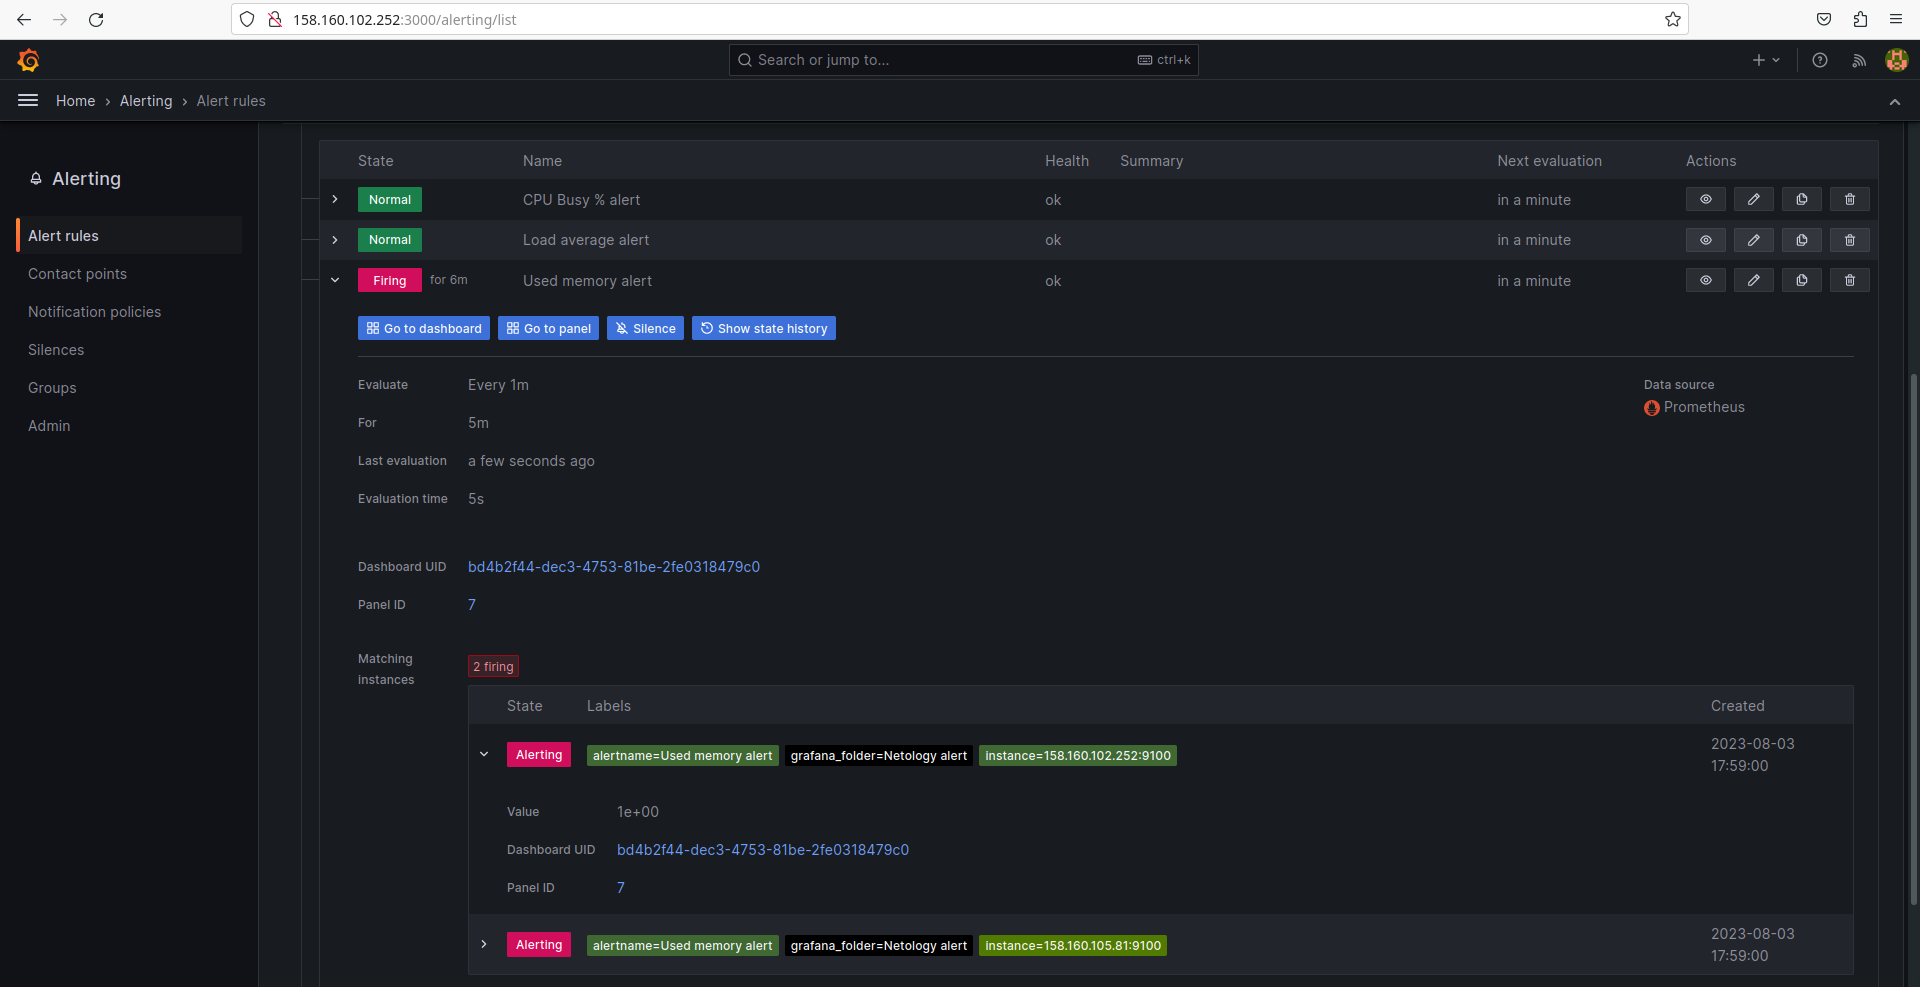 158.160.102.252:3000/alerting/list
Search or jump to... ctrl+k
Home › Alerting › Alert rules
Alerting
Alert rules
Contact points
Notification policies
Silences
Groups
Admin
State Name Health Summary Next evaluation Actions
Normal CPU Busy % alert ok in a minute
Normal Load average alert ok in a minute
Firing for 6m Used memory alert ok in a minute
Go to dashboard Go to panel Silence Show state history
Evaluate Every 1m
For 5m
Last evaluation a few seconds ago
Evaluation time 5s
Data source
Prometheus
Dashboard UID bd4b2f44-dec3-4753-81be-2fe0318479c0
Panel ID 7
Matching
instances
2 firing
State Labels Created
Alerting alertname=Used memory alert grafana_folder=Netology alert instance=158.160.102.252:9100 2023-08-03
17:59:00
Value 1e+00
Dashboard UID bd4b2f44-dec3-4753-81be-2fe0318479c0
Panel ID 7
Alerting alertname=Used memory alert grafana_folder=Netology alert instance=158.160.105.81:9100 2023-08-03
17:59:00